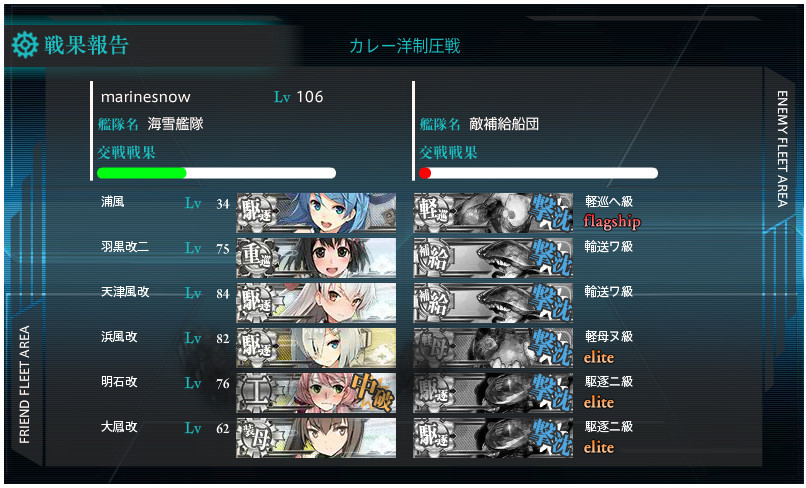 戦果報告
カレー洋制圧戦
marinesnow Lv 106
艦隊名 海雪艦隊
交戦戦果
艦隊名 敵補給船団
交戦戦果
FRIEND FLEET AREA
ENEMY FLEET AREA
浦風 Lv 34 駆逐
羽黒改二 Lv 75 重巡
天津風改 Lv 84 駆逐
浜風改 Lv 82 駆逐
明石改 Lv 76 工 中破
大鳳改 Lv 62 装母
軽巡 撃沈 軽巡ヘ級
flagship
補給 撃沈 輸送ワ級
補給 撃沈 輸送ワ級
軽母 撃沈 軽母ヌ級
elite
駆逐 撃沈 駆逐ニ級
elite
駆逐 撃沈 駆逐ニ級
elite